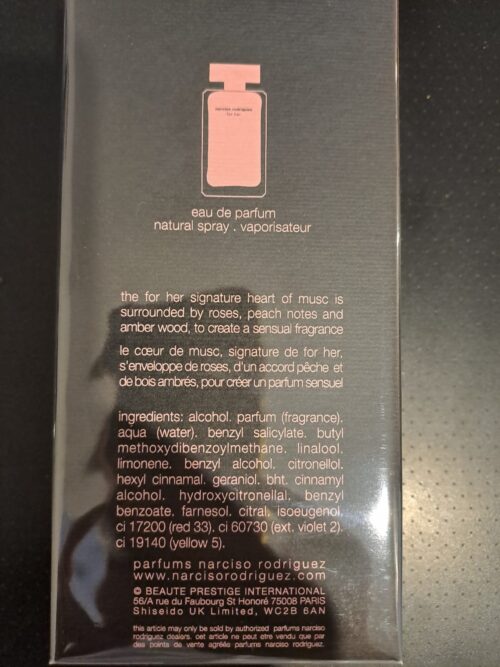 narciso rodriguez
for her
eau de parfum
natural spray . vaporisateur
the for her signature heart of musc is
surrounded by roses, peach notes and
amber wood, to create a sensual fragrance
le cœur de musc, signature de for her,
s'enveloppe de roses, d'un accord pêche et
de bois ambrés, pour créer un parfum sensuel
ingredients: alcohol. parfum (fragrance).
aqua (water). benzyl salicylate. butyl
methoxydibenzoylmethane. linalool.
limonene. benzyl alcohol. citronellol.
hexyl cinnamal. geraniol. bht. cinnamyl
alcohol. hydroxycitronellal. benzyl
benzoate. farnesol. citral. isoeugenol.
ci 17200 (red 33). ci 60730 (ext. violet 2).
ci 19140 (yellow 5).
parfums narciso rodriguez
www.narcisorodriguez.com
© BEAUTE PRESTIGE INTERNATIONAL
56/A rue du Faubourg St Honoré 75008 PARIS
Shiseido UK Limited, WC2B 6AN
this article may only be sold by authorized parfums narciso
rodriguez dealers. cet article ne peut etre vendu que par
des points de vente agréés parfums narciso rodriguez.